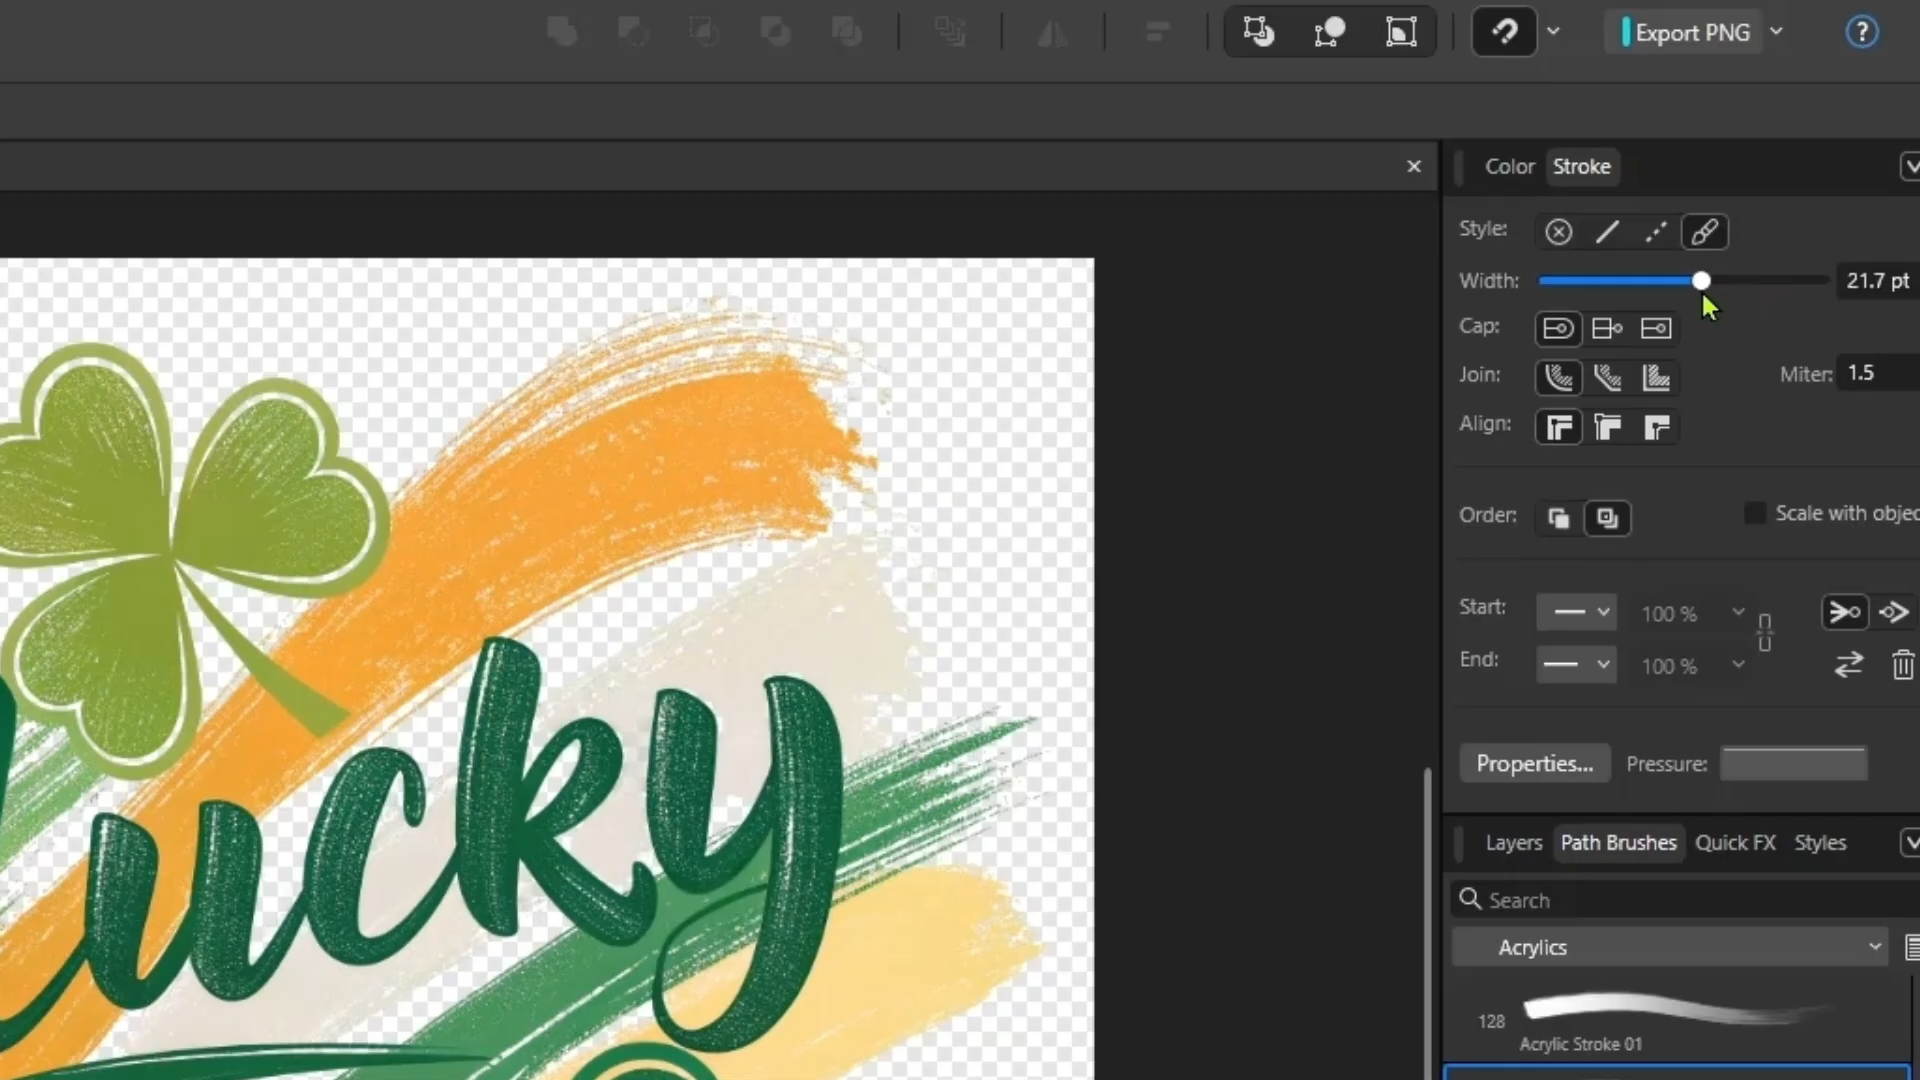 Export PNG
?
Color Stroke
Style:
Width: 21.7 pt
Cap:
Join: Miter: 1.5
Align:
Order: Scale with objec
Start: 100 %
End: 100 %
Properties... Pressure:
Layers Path Brushes Quick FX Styles
Search
Acrylics
128
Acrylic Stroke 01
Lucky